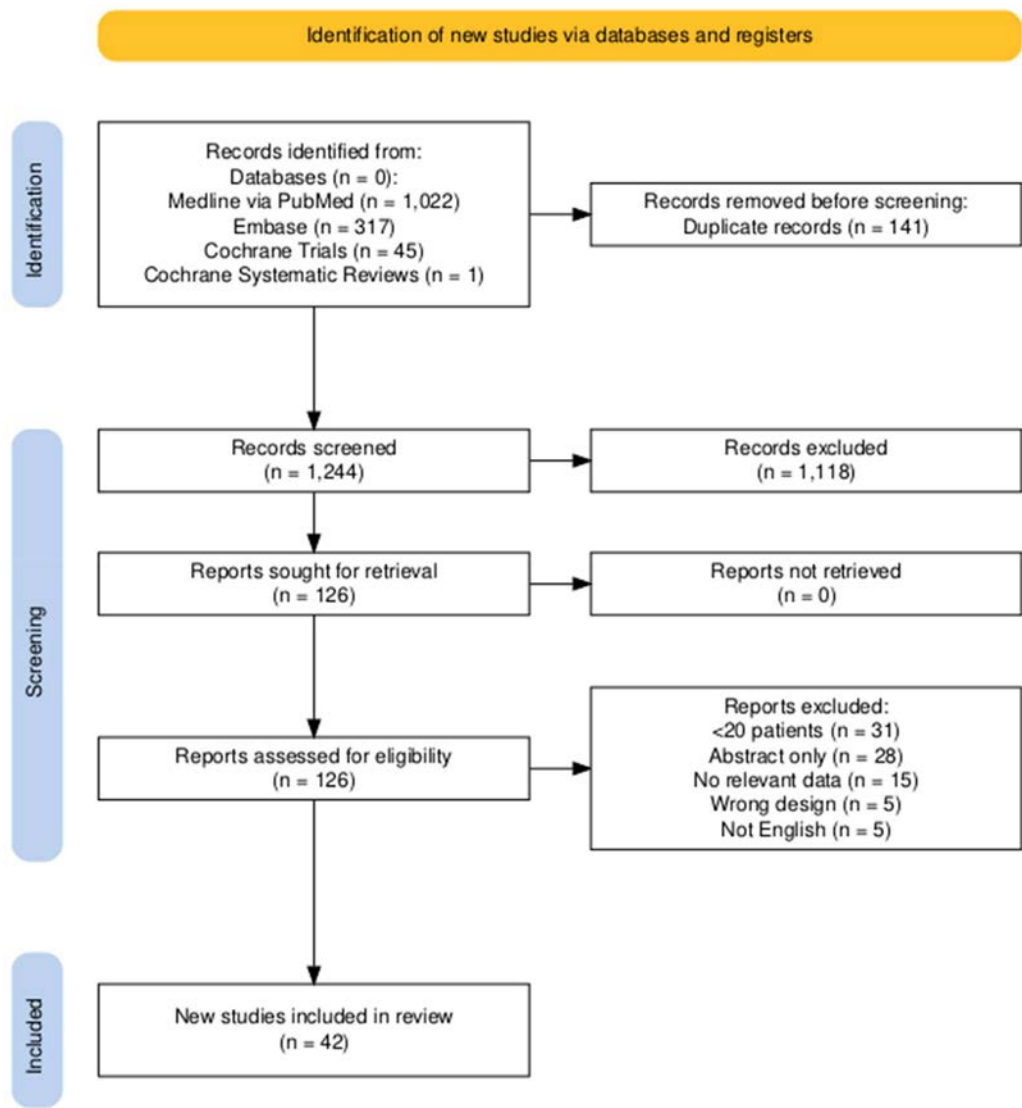 Identification of new studies via databases and registers
Identification
Records identified from:
Databases (n = 0):
Medline via PubMed (n = 1,022)
Embase (n = 317)
Cochrane Trials (n = 45)
Cochrane Systematic Reviews (n = 1)
Records removed before screening:
Duplicate records (n = 141)
Screening
Records screened
(n = 1,244)
Records excluded
(n = 1,118)
Reports sought for retrieval
(n = 126)
Reports not retrieved
(n = 0)
Reports assessed for eligibility
(n = 126)
Reports excluded:
<20 patients (n = 31)
Abstract only (n = 28)
No relevant data (n = 15)
Wrong design (n = 5)
Not English (n = 5)
Included
New studies included in review
(n = 42)